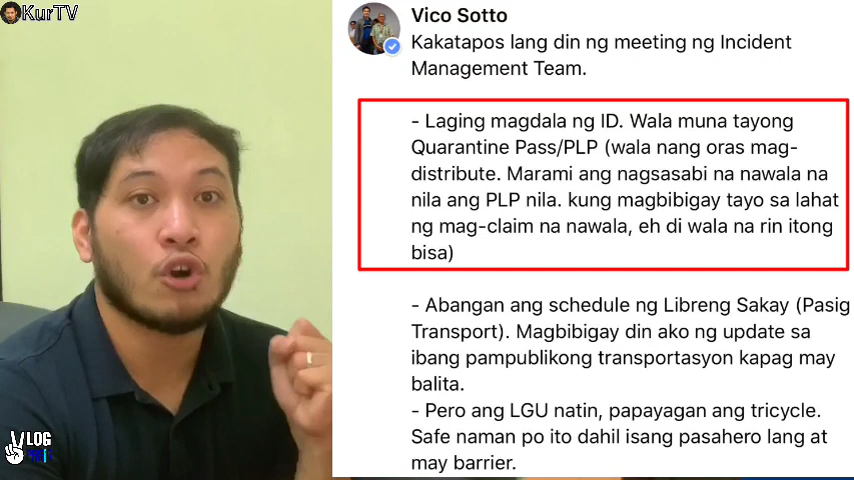 KurTV
Vico Sotto
Kakatapos lang din ng meeting ng Incident
Management Team.
- Laging magdala ng ID. Wala muna tayong
Quarantine Pass/PLP (wala nang oras mag-
distribute. Marami ang nagsasabi na nawala na
nila ang PLP nila. kung magbibigay tayo sa lahat
ng mag-claim na nawala, eh di wala na rin itong
bisa)
- Abangan ang schedule ng Libreng Sakay (Pasig
Transport). Magbibigay din ako ng update sa
ibang pampublikong transportasyon kapag may
balita.
- Pero ang LGU natin, papayagan ang tricycle.
Safe naman po ito dahil isang pasahero lang at
may barrier.
VLOG